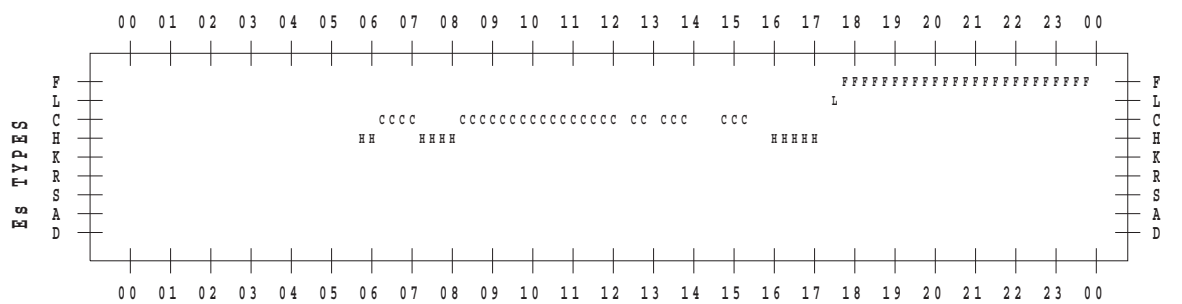 00 01 02 03 04 05 06 07 08 09 10 11 12 13 14 15 16 17 18 19 20 21 22 23 00
F FFFFFFFFFFFFFFFFFFFFFFFFF F
L L L
C CCCC CCCCCCCCCCCCCCCC CC CCC CCC C
H HH HHHH HHHHH H
K K
R R
S S
A A
D D
Es TYPES
00 01 02 03 04 05 06 07 08 09 10 11 12 13 14 15 16 17 18 19 20 21 22 23 00